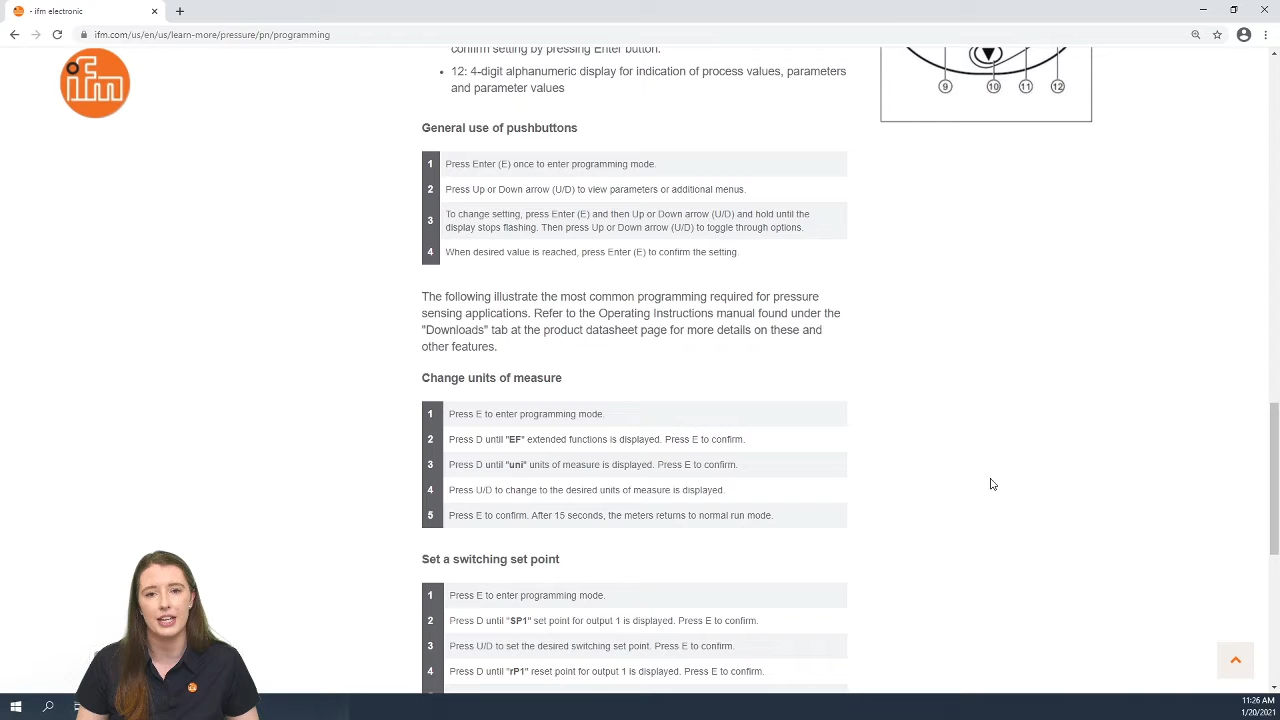 - ifm electronic
ifm.com/us/en/us/learn-more/pressure/pn/programming
ifm
confirm setting by pressing Enter button.
• 12: 4-digit alphanumeric display for indication of process values, parameters
and parameter values
9 10 11 12
General use of pushbuttons
1 Press Enter (E) once to enter programming mode.
2 Press Up or Down arrow (U/D) to view parameters or additional menus.
3 To change setting, press Enter (E) and then Up or Down arrow (U/D) and hold until the
display stops flashing. Then press Up or Down arrow (U/D) to toggle through options.
4 When desired value is reached, press Enter (E) to confirm the setting.
The following illustrate the most common programming required for pressure
sensing applications. Refer to the Operating Instructions manual found under the
"Downloads" tab at the product datasheet page for more details on these and
other features.
Change units of measure
1 Press E to enter programming mode.
2 Press D until "EF" extended functions is displayed. Press E to confirm.
3 Press D until "uni" units of measure is displayed. Press E to confirm.
4 Press U/D to change to the desired units of measure is displayed.
5 Press E to confirm. After 15 seconds, the meters returns to normal run mode.
Set a switching set point
1 Press E to enter programming mode.
2 Press D until "SP1" set point for output 1 is displayed. Press E to confirm.
3 Press U/D to set the desired switching set point. Press E to confirm.
4 Press D until "rP1" reset point for output 1 is displayed. Press E to confirm.
11:26 AM
1/20/2021